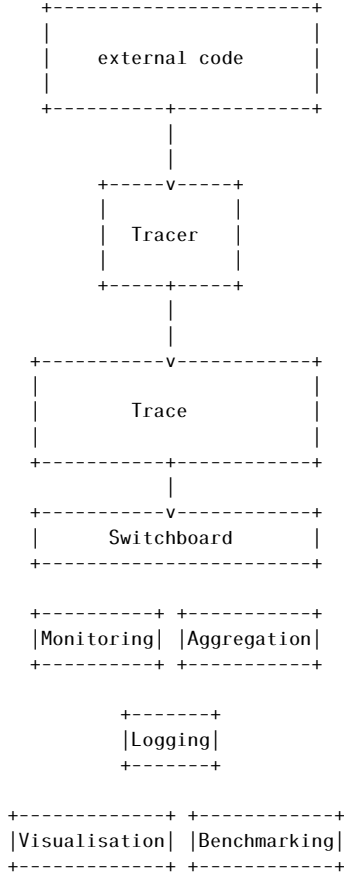 external code
Tracer
Trace
Switchboard
Monitoring Aggregation
Logging
Visualisation Benchmarking